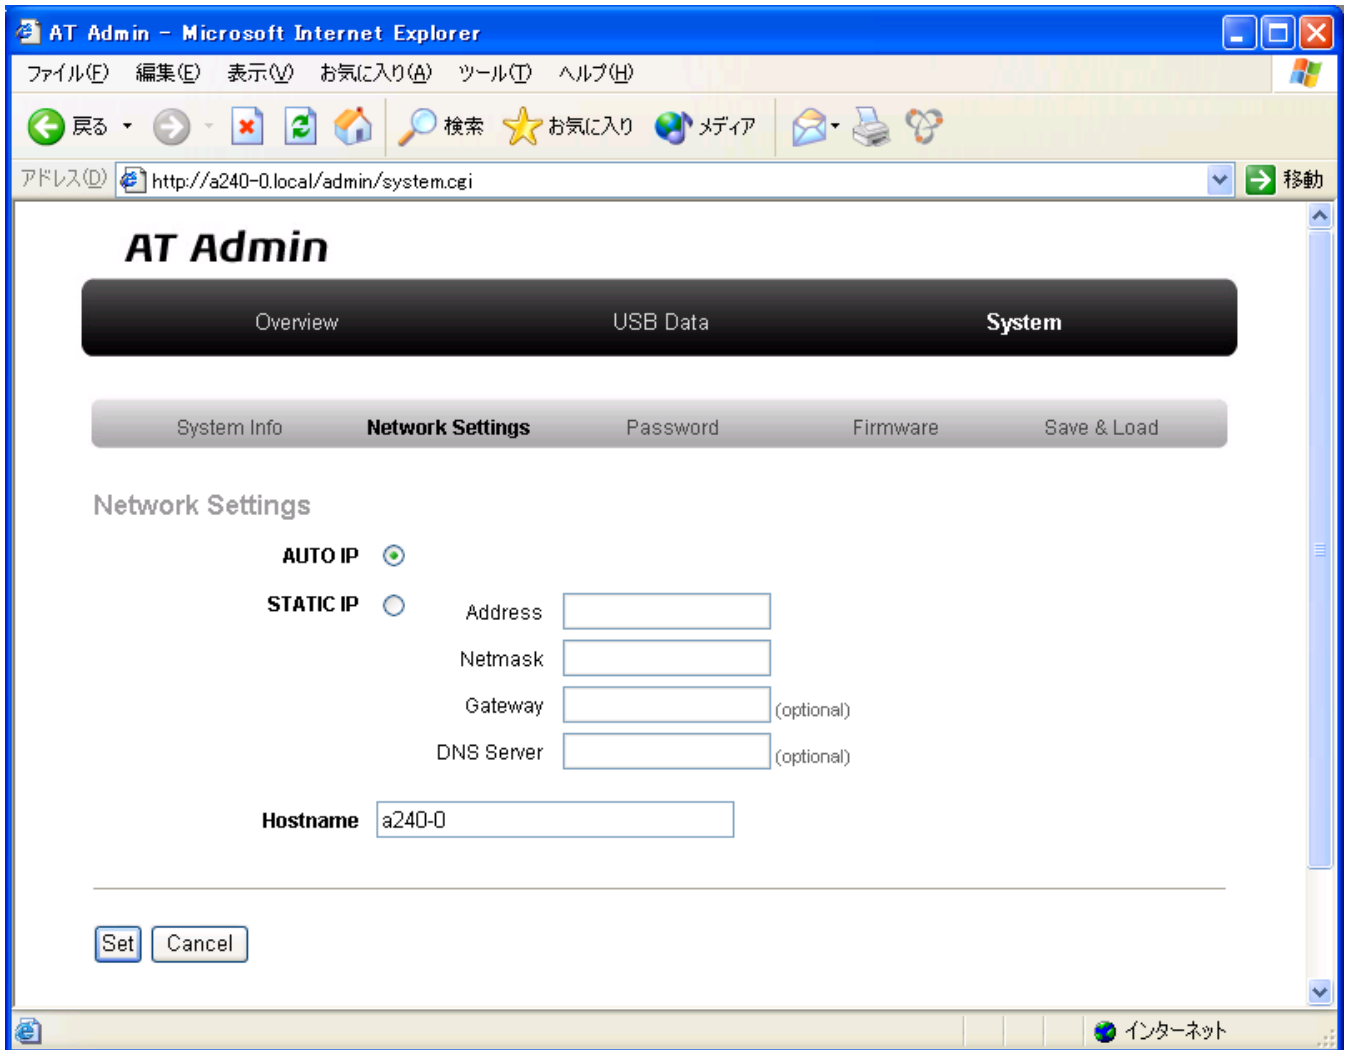 AT Admin - Microsoft Internet Explorer
ファイル(F) 編集(E) 表示(V) お気に入り(A) ツール(T) ヘルプ(H)
戻る 検索 お気に入り メディア
アドレス(D) http://a240-0.local/admin/system.cgi 移動
AT Admin
Overview USB Data System
System Info Network Settings Password Firmware Save & Load
Network Settings
AUTO IP
STATIC IP Address
Netmask
Gateway (optional)
DNS Server (optional)
Hostname a240-0
Set Cancel
インターネット